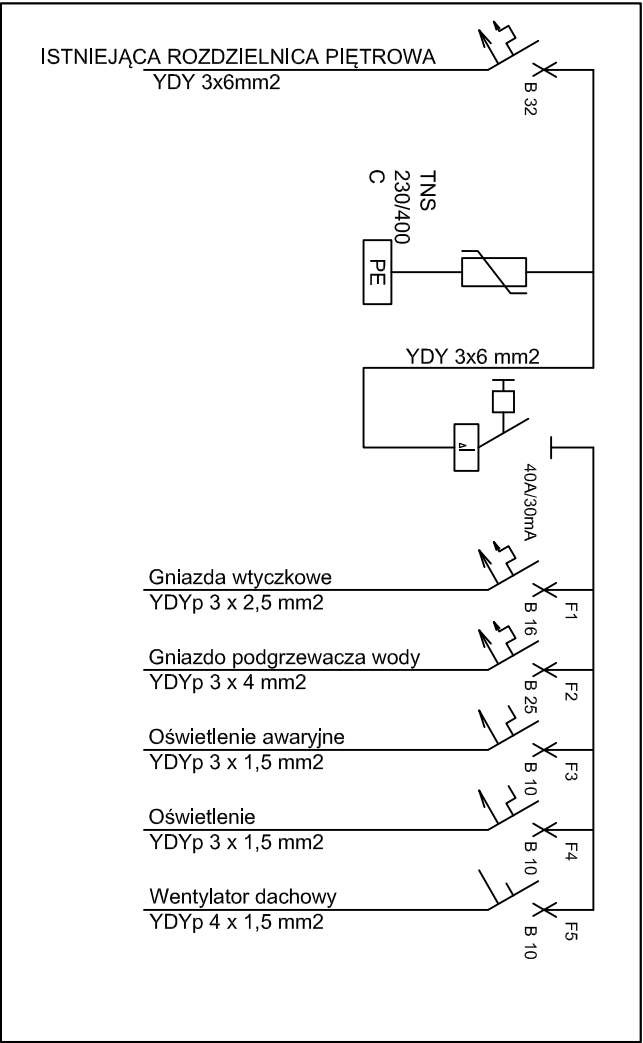 ISTNIEJĄCA ROZDZIELNICA PIĘTROWA
YDY 3x6mm2
B 32
TNS
230/400
C
PE
YDY 3x6 mm2
ΔI
40A/30mA
Gniazda wtyczkowe
YDYp 3 x 2,5 mm2
F1
B 16
Gniazdo podgrzewacza wody
YDYp 3 x 4 mm2
F2
B 25
Oświetlenie awaryjne
YDYp 3 x 1,5 mm2
F3
B 10
Oświetlenie
YDYp 3 x 1,5 mm2
F4
B 10
Wentylator dachowy
YDYp 4 x 1,5 mm2
F5
B 10